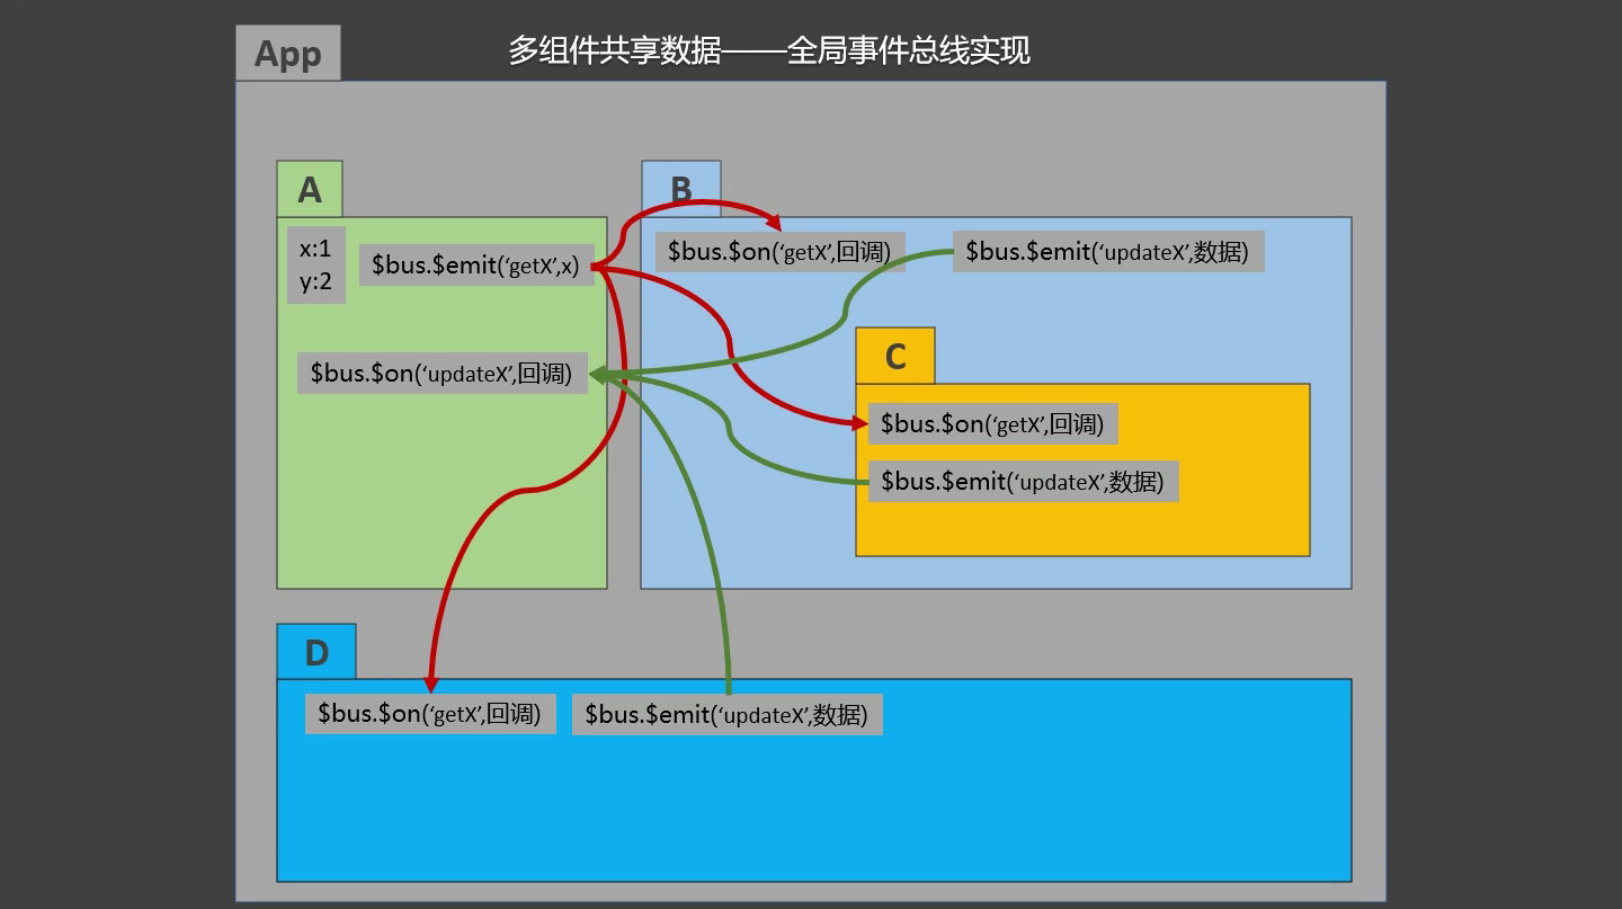 App
多组件共享数据——全局事件总线实现
A
x:1
y:2
$bus.$emit(‘getX’,x)
$bus.$on(‘updateX’,回调)
B
$bus.$on(‘getX’,回调)
$bus.$emit(‘updateX’,数据)
C
$bus.$on(‘getX’,回调)
$bus.$emit(‘updateX’,数据)
D
$bus.$on(‘getX’,回调)
$bus.$emit(‘updateX’,数据)